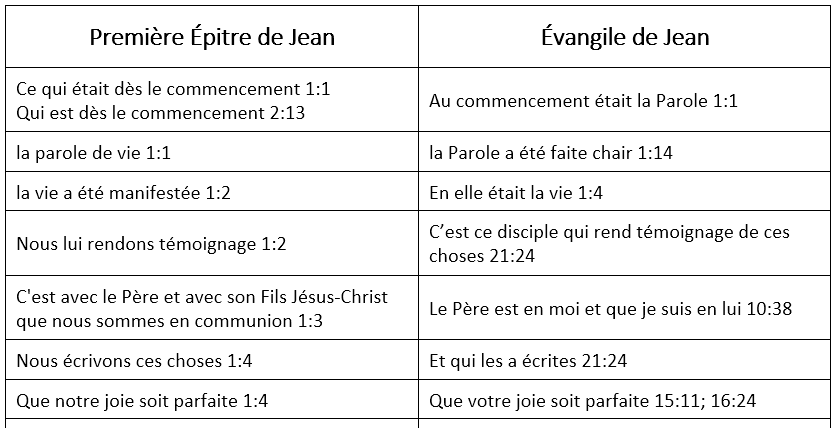 Première Épitre de Jean
Évangile de Jean
Ce qui était dès le commencement 1:1
Qui est dès le commencement 2:13
Au commencement était la Parole 1:1
la parole de vie 1:1
la Parole a été faite chair 1:14
la vie a été manifestée 1:2
En elle était la vie 1:4
Nous lui rendons témoignage 1:2
C’est ce disciple qui rend témoignage de ces
choses 21:24
C'est avec le Père et avec son Fils Jésus-Christ
que nous sommes en communion 1:3
Le Père est en moi et que je suis en lui 10:38
Nous écrivons ces choses 1:4
Et qui les a écrites 21:24
Que notre joie soit parfaite 1:4
Que votre joie soit parfaite 15:11; 16:24